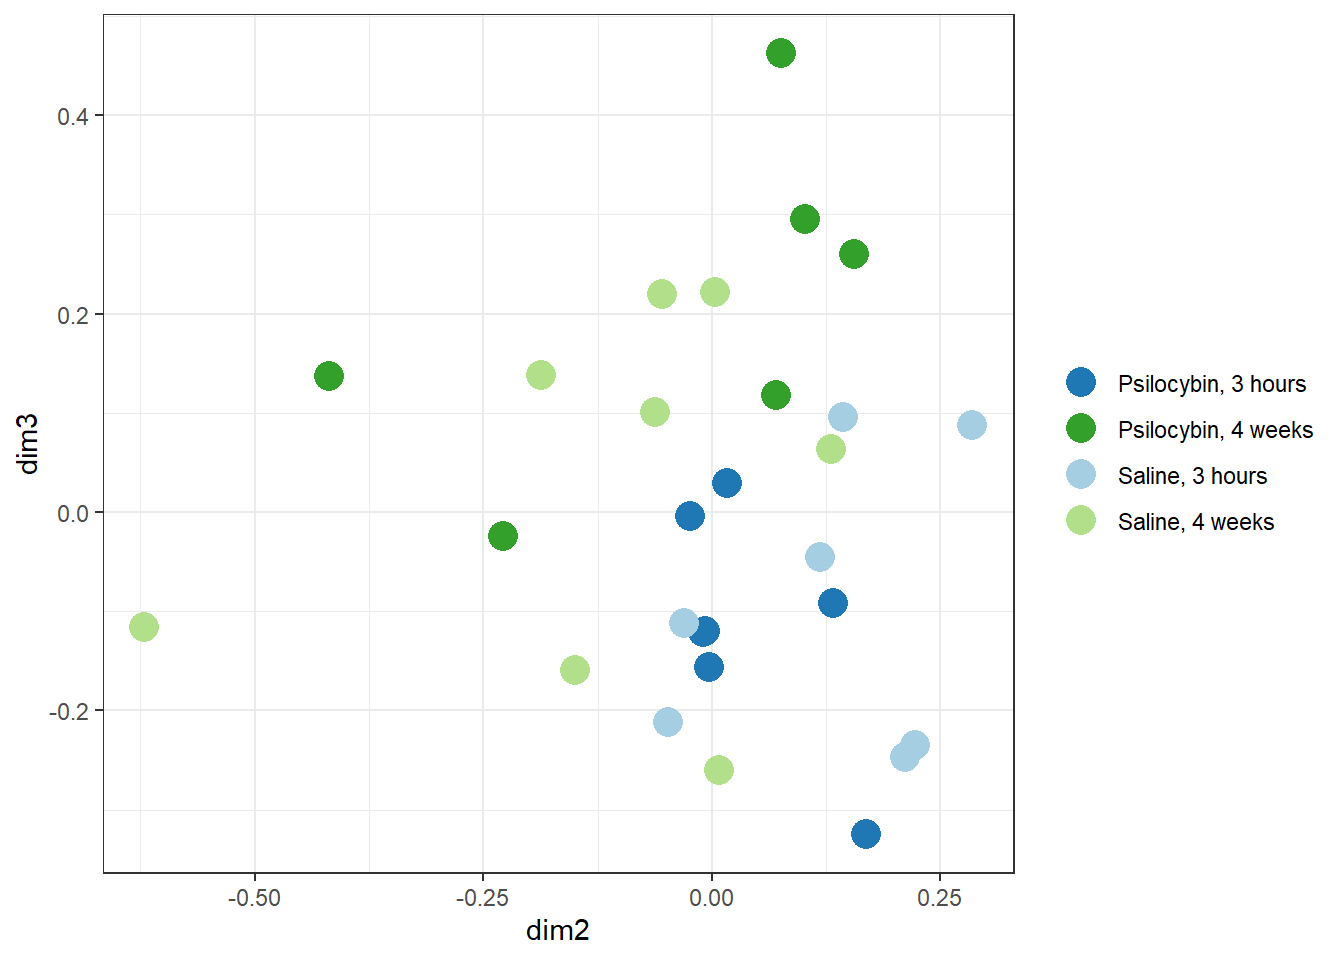 0.4
0.2
0.0
-0.2
dim3
-0.50
-0.25
0.00
0.25
dim2
Psilocybin, 3 hours
Psilocybin, 4 weeks
Saline, 3 hours
Saline, 4 weeks